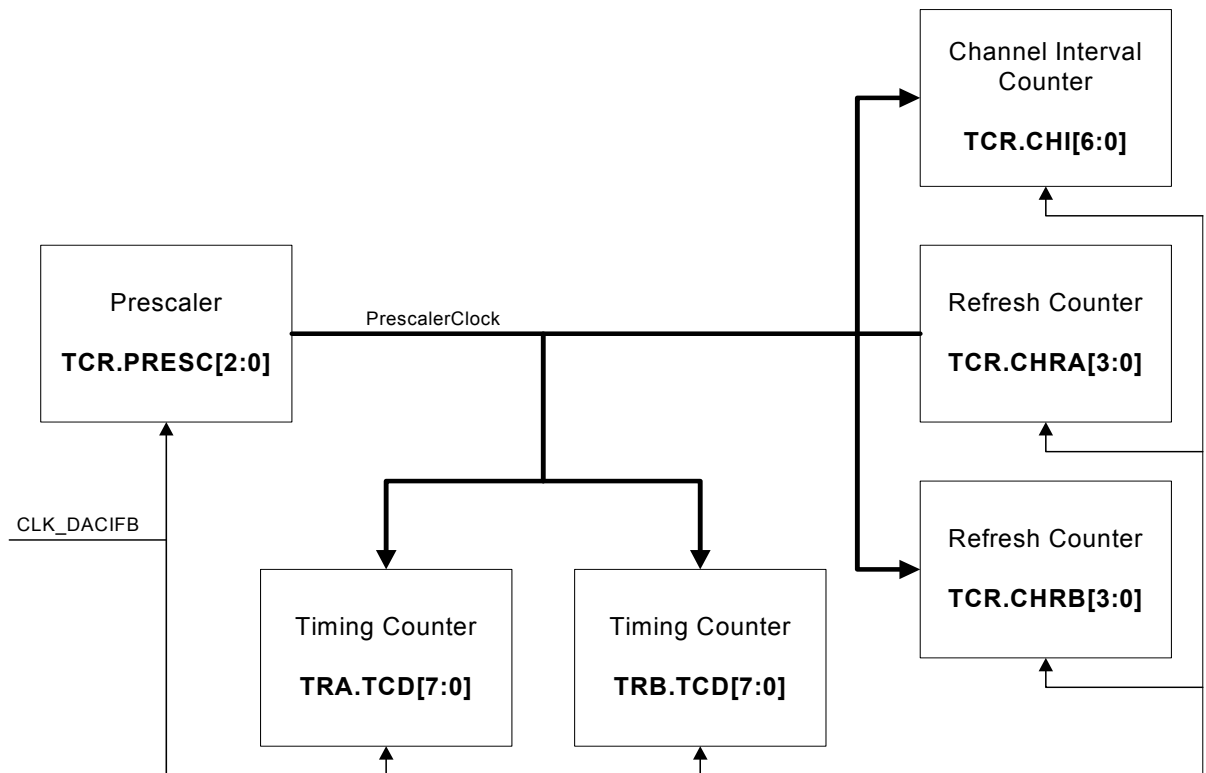 Channel Interval
Counter
TCR.CHI[6:0]
Prescaler
TCR.PRESC[2:0]
PrescalerClock
Refresh Counter
TCR.CHRA[3:0]
CLK_DACIFB
Refresh Counter
TCR.CHRB[3:0]
Timing Counter
TRA.TCD[7:0]
Timing Counter
TRB.TCD[7:0]